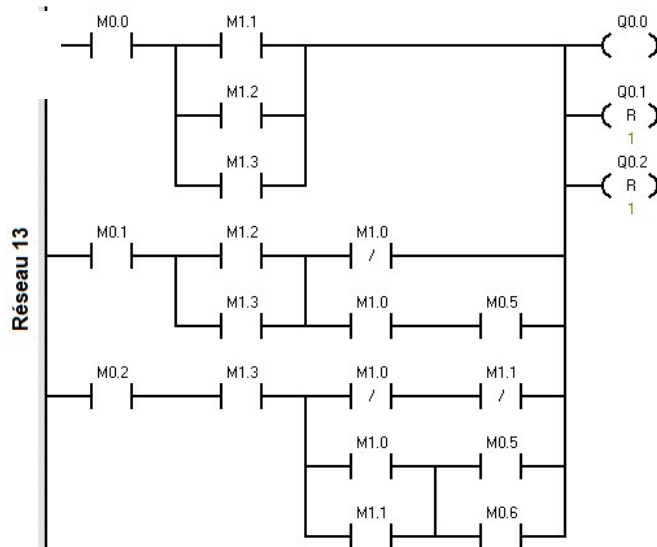 M0.0 M1.1 Q0.0
M1.2 Q0.1
R
1
M1.3 Q0.2
R
1
Réseau 13
M0.1 M1.2 M1.0
/
M1.3 M1.0 M0.5
M0.2 M1.3 M1.0 M1.1
/ /
M1.0 M0.5
M1.1 M0.6